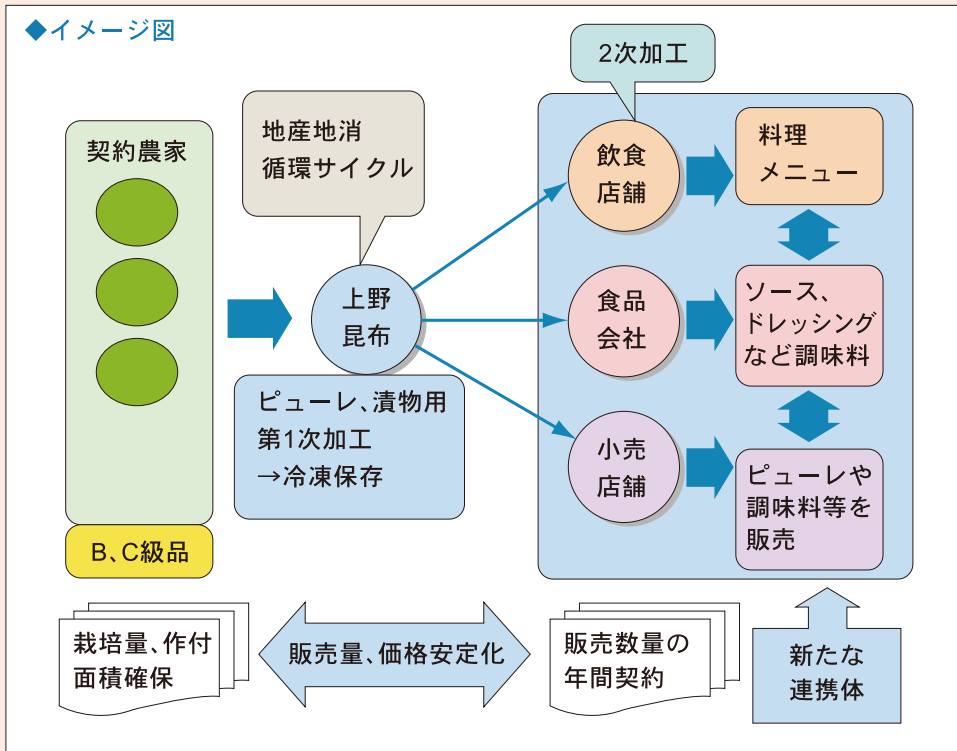 ◆イメージ図
2次加工
地産地消
循環サイクル
契約農家
上野
昆布
ピューレ、漬物用
第1次加工
→冷凍保存
B、C級品
飲食
店舗
料理
メニュー
食品
会社
ソース、
ドレッシング
など調味料
小売
店舗
ピューレや
調味料等を
販売
栽培量、作付
面積確保
販売量、価格安定化
販売数量の
年間契約
新たな
連携体